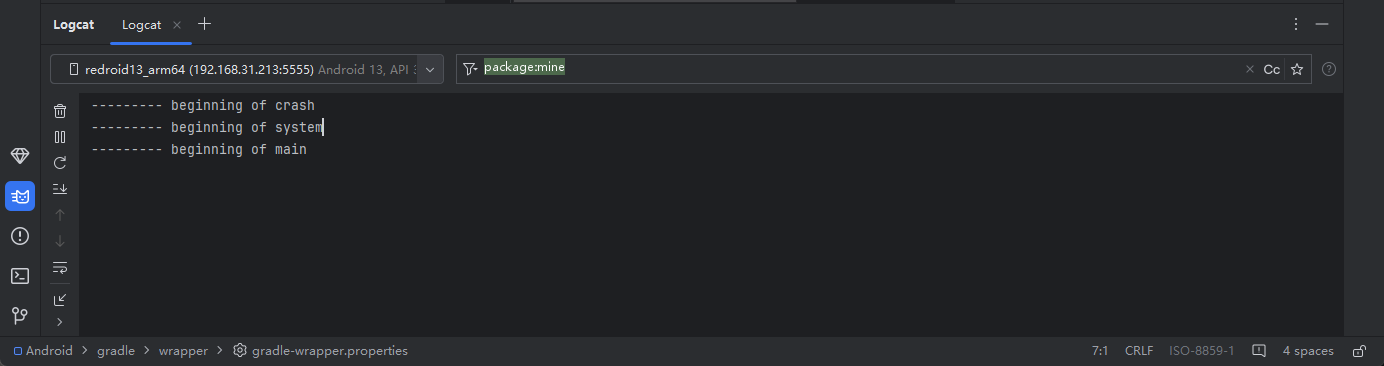 Logcat Logcat
redroid13_arm64 (192.168.31.213:5555) Android 13, API package:mine Cc
--------- beginning of crash
--------- beginning of system
--------- beginning of main
Android gradle wrapper gradle-wrapper.properties 7:1 CRLF ISO-8859-1 4 spaces